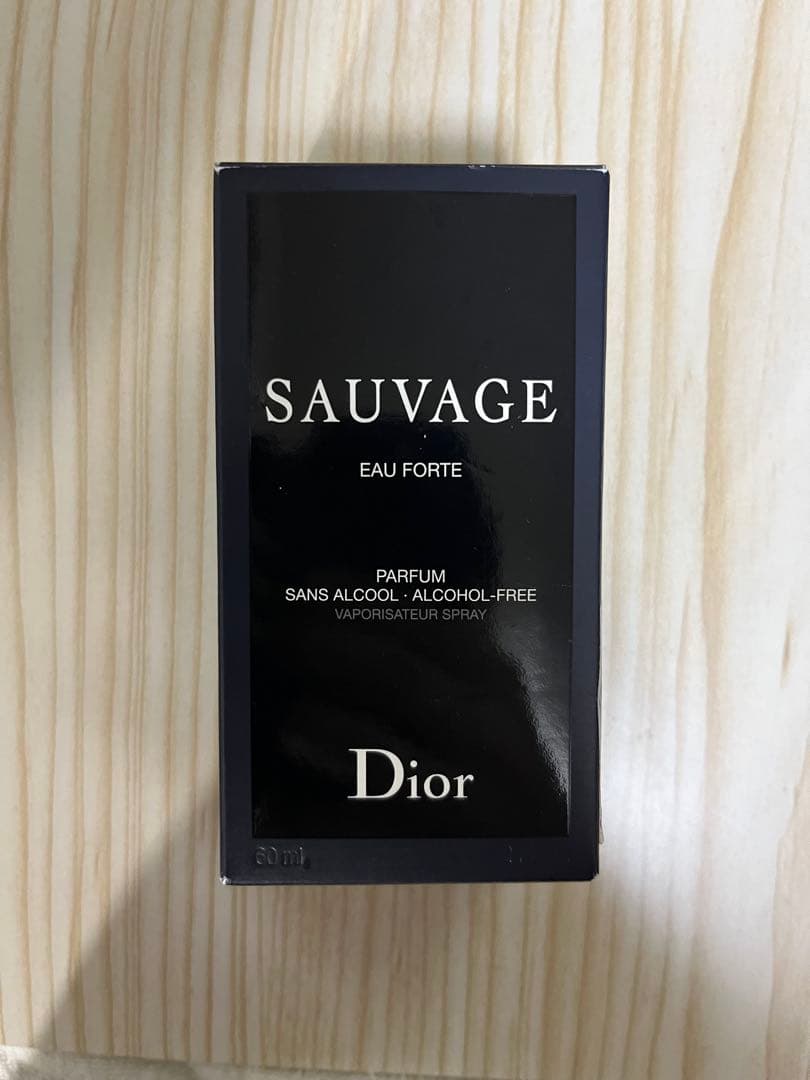 SAUVAGE
EAU FORTE
PARFUM
SANS ALCOOL · ALCOHOL-FREE
VAPORISATEUR SPRAY
Dior
60 ml